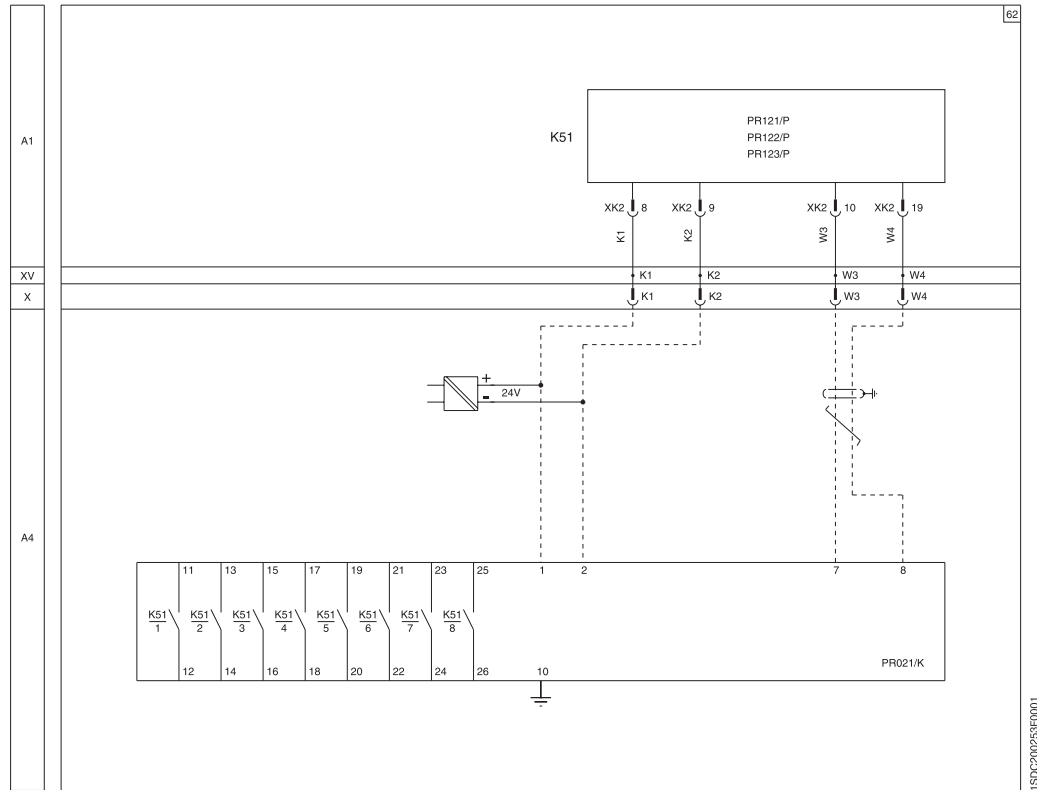 62
A1
K51
PR121/P
PR122/P
PR123/P
XK2 8 XK2 9 XK2 10 XK2 19
K1 K2 W3 W4
XV
K1 K2 W3 W4
X
K1 K2 W3 W4
+
24V
-
A4
11 13 15 17 19 21 23 25 1 2 7 8
K51 K51 K51 K51 K51 K51 K51 K51
1 2 3 4 5 6 7 8
12 14 16 18 20 22 24 26 10
PR021/K
1SDC200253F0001